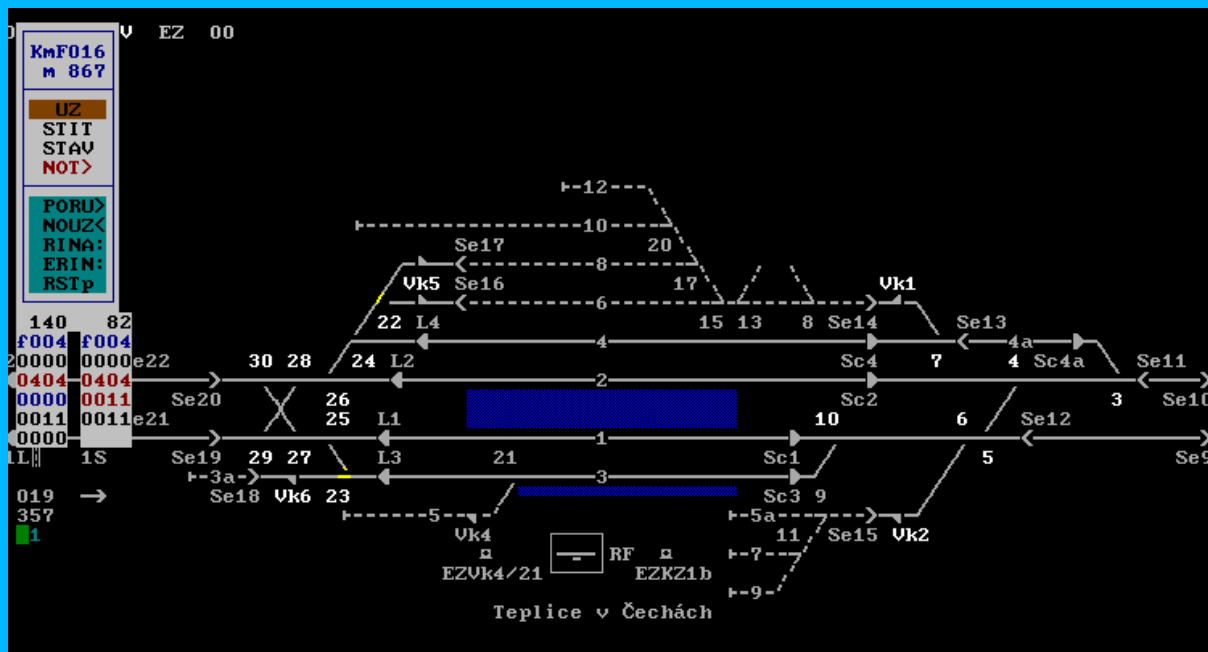 V EZ 00
KmF016
m 867
UZ
STIT
STAV
NOT>
PORU>
NOUZ<
RINA:
ERIN:
RSTp
140 82
f004 f004
0000 0000
0404 0404
0000 0011
0011 0011
0000
12
10
Se17 20
8
Vk5 Se16 17 Vk1
6
22 L4 15 13 8 Se14 Se13
4 4a
e22 30 28 24 L2 Sc4 7 4 Sc4a Se11
2
Se20 26 Sc2 3 Se10
e21 25 L1 10 6 Se12
1
1L 1S Se19 29 27 L3 21 Sc1 5 Se9
3a 3
019 Se18 Vk6 23 Sc3 9
357 5 5a
1 Vk4 11 Se15 Vk2
RF 7
EZVk4/21 EZKZ1b
9
Teplice v Čechách